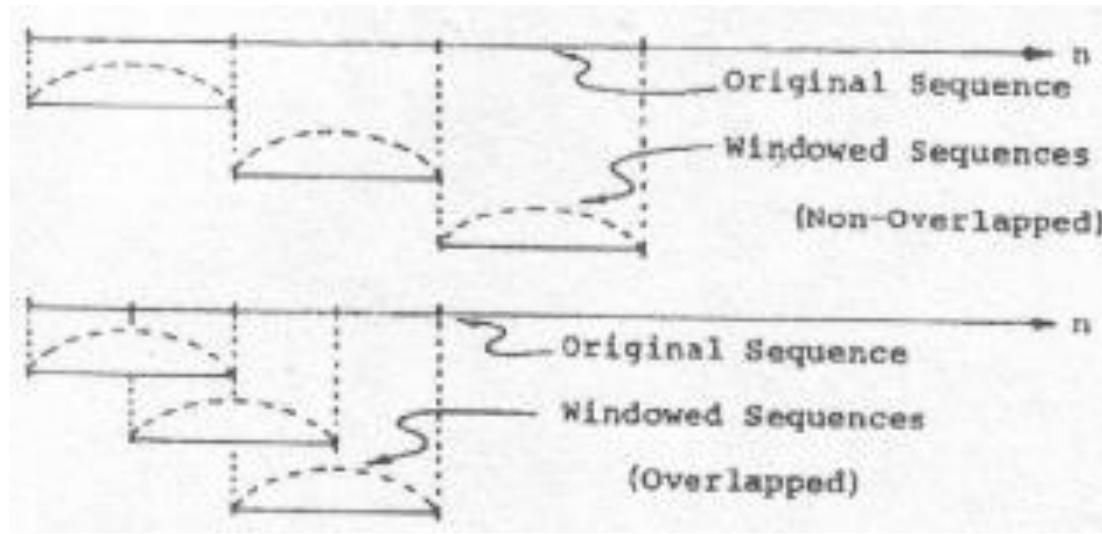 n
Original Sequence
Windowed Sequences
(Non-Overlapped)
n
Original Sequence
Windowed Sequences
(Overlapped)